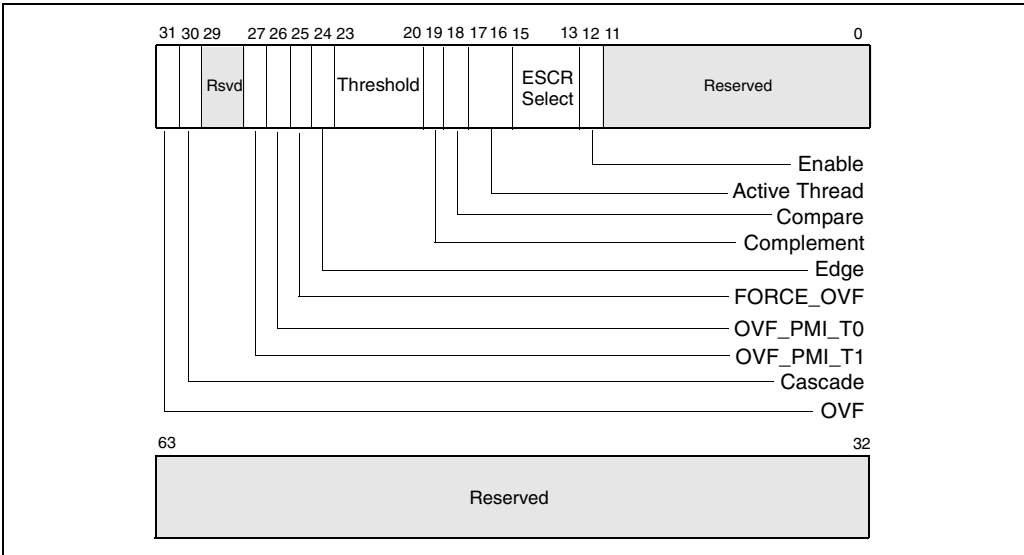 31 30 29 27 26 25 24 23 20 19 18 17 16 15 13 12 11 0
Rsvd Threshold ESCR Select Reserved
Enable
Active Thread
Compare
Complement
Edge
FORCE_OVF
OVF_PMI_T0
OVF_PMI_T1
Cascade
OVF
63 32
Reserved